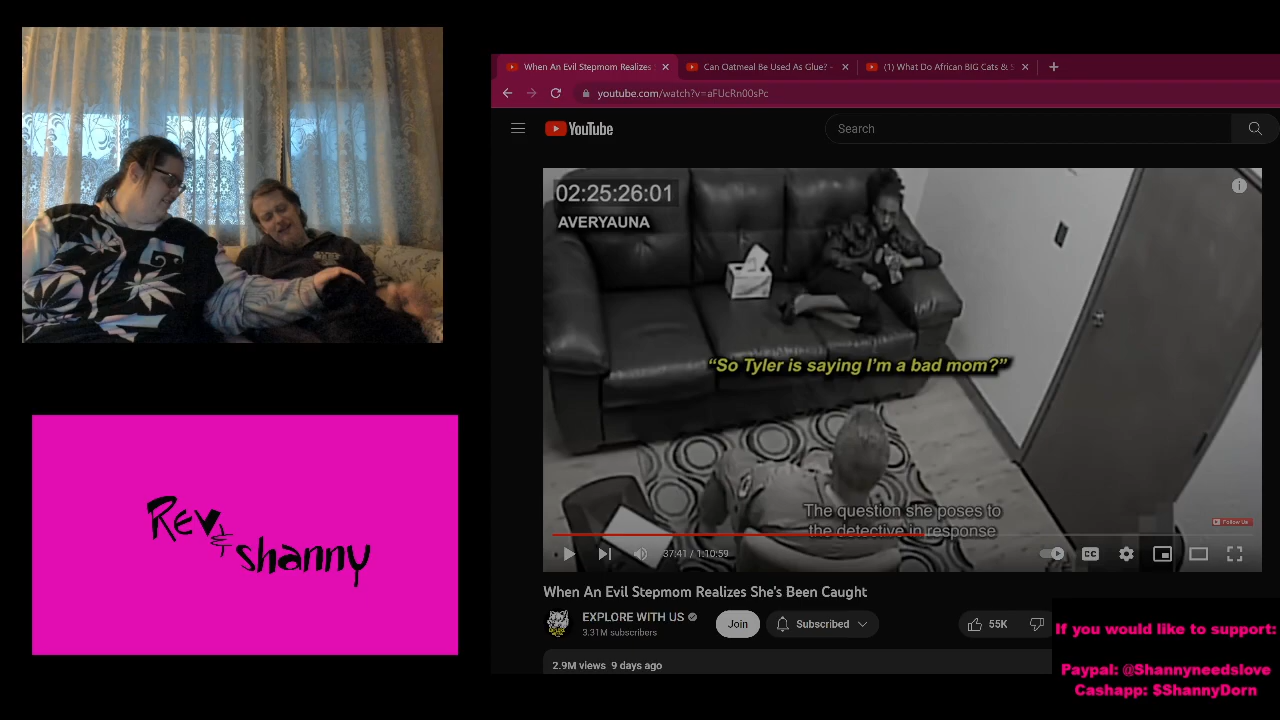 When An Evil Stepmom Realizes
Can Oatmeal Be Used As Glue? -
(1) What Do African BIG Cats &
youtube.com/watch?v=aFUcRn00sPc
YouTube
Search
02:25:26:01
AVERYAUNA
“So Tyler is saying I'm a bad mom?”
The question she poses to
the detective in response
Follow Us
37:41 / 1:10:59
CC
When An Evil Stepmom Realizes She's Been Caught
EXPLORE WITH US
3.31M subscribers
Join
Subscribed
55K
2.9M views 9 days ago
Rev
&
shanny
If you would like to support:
Paypal: @Shannyneedslove
Cashapp: $ShannyDorn